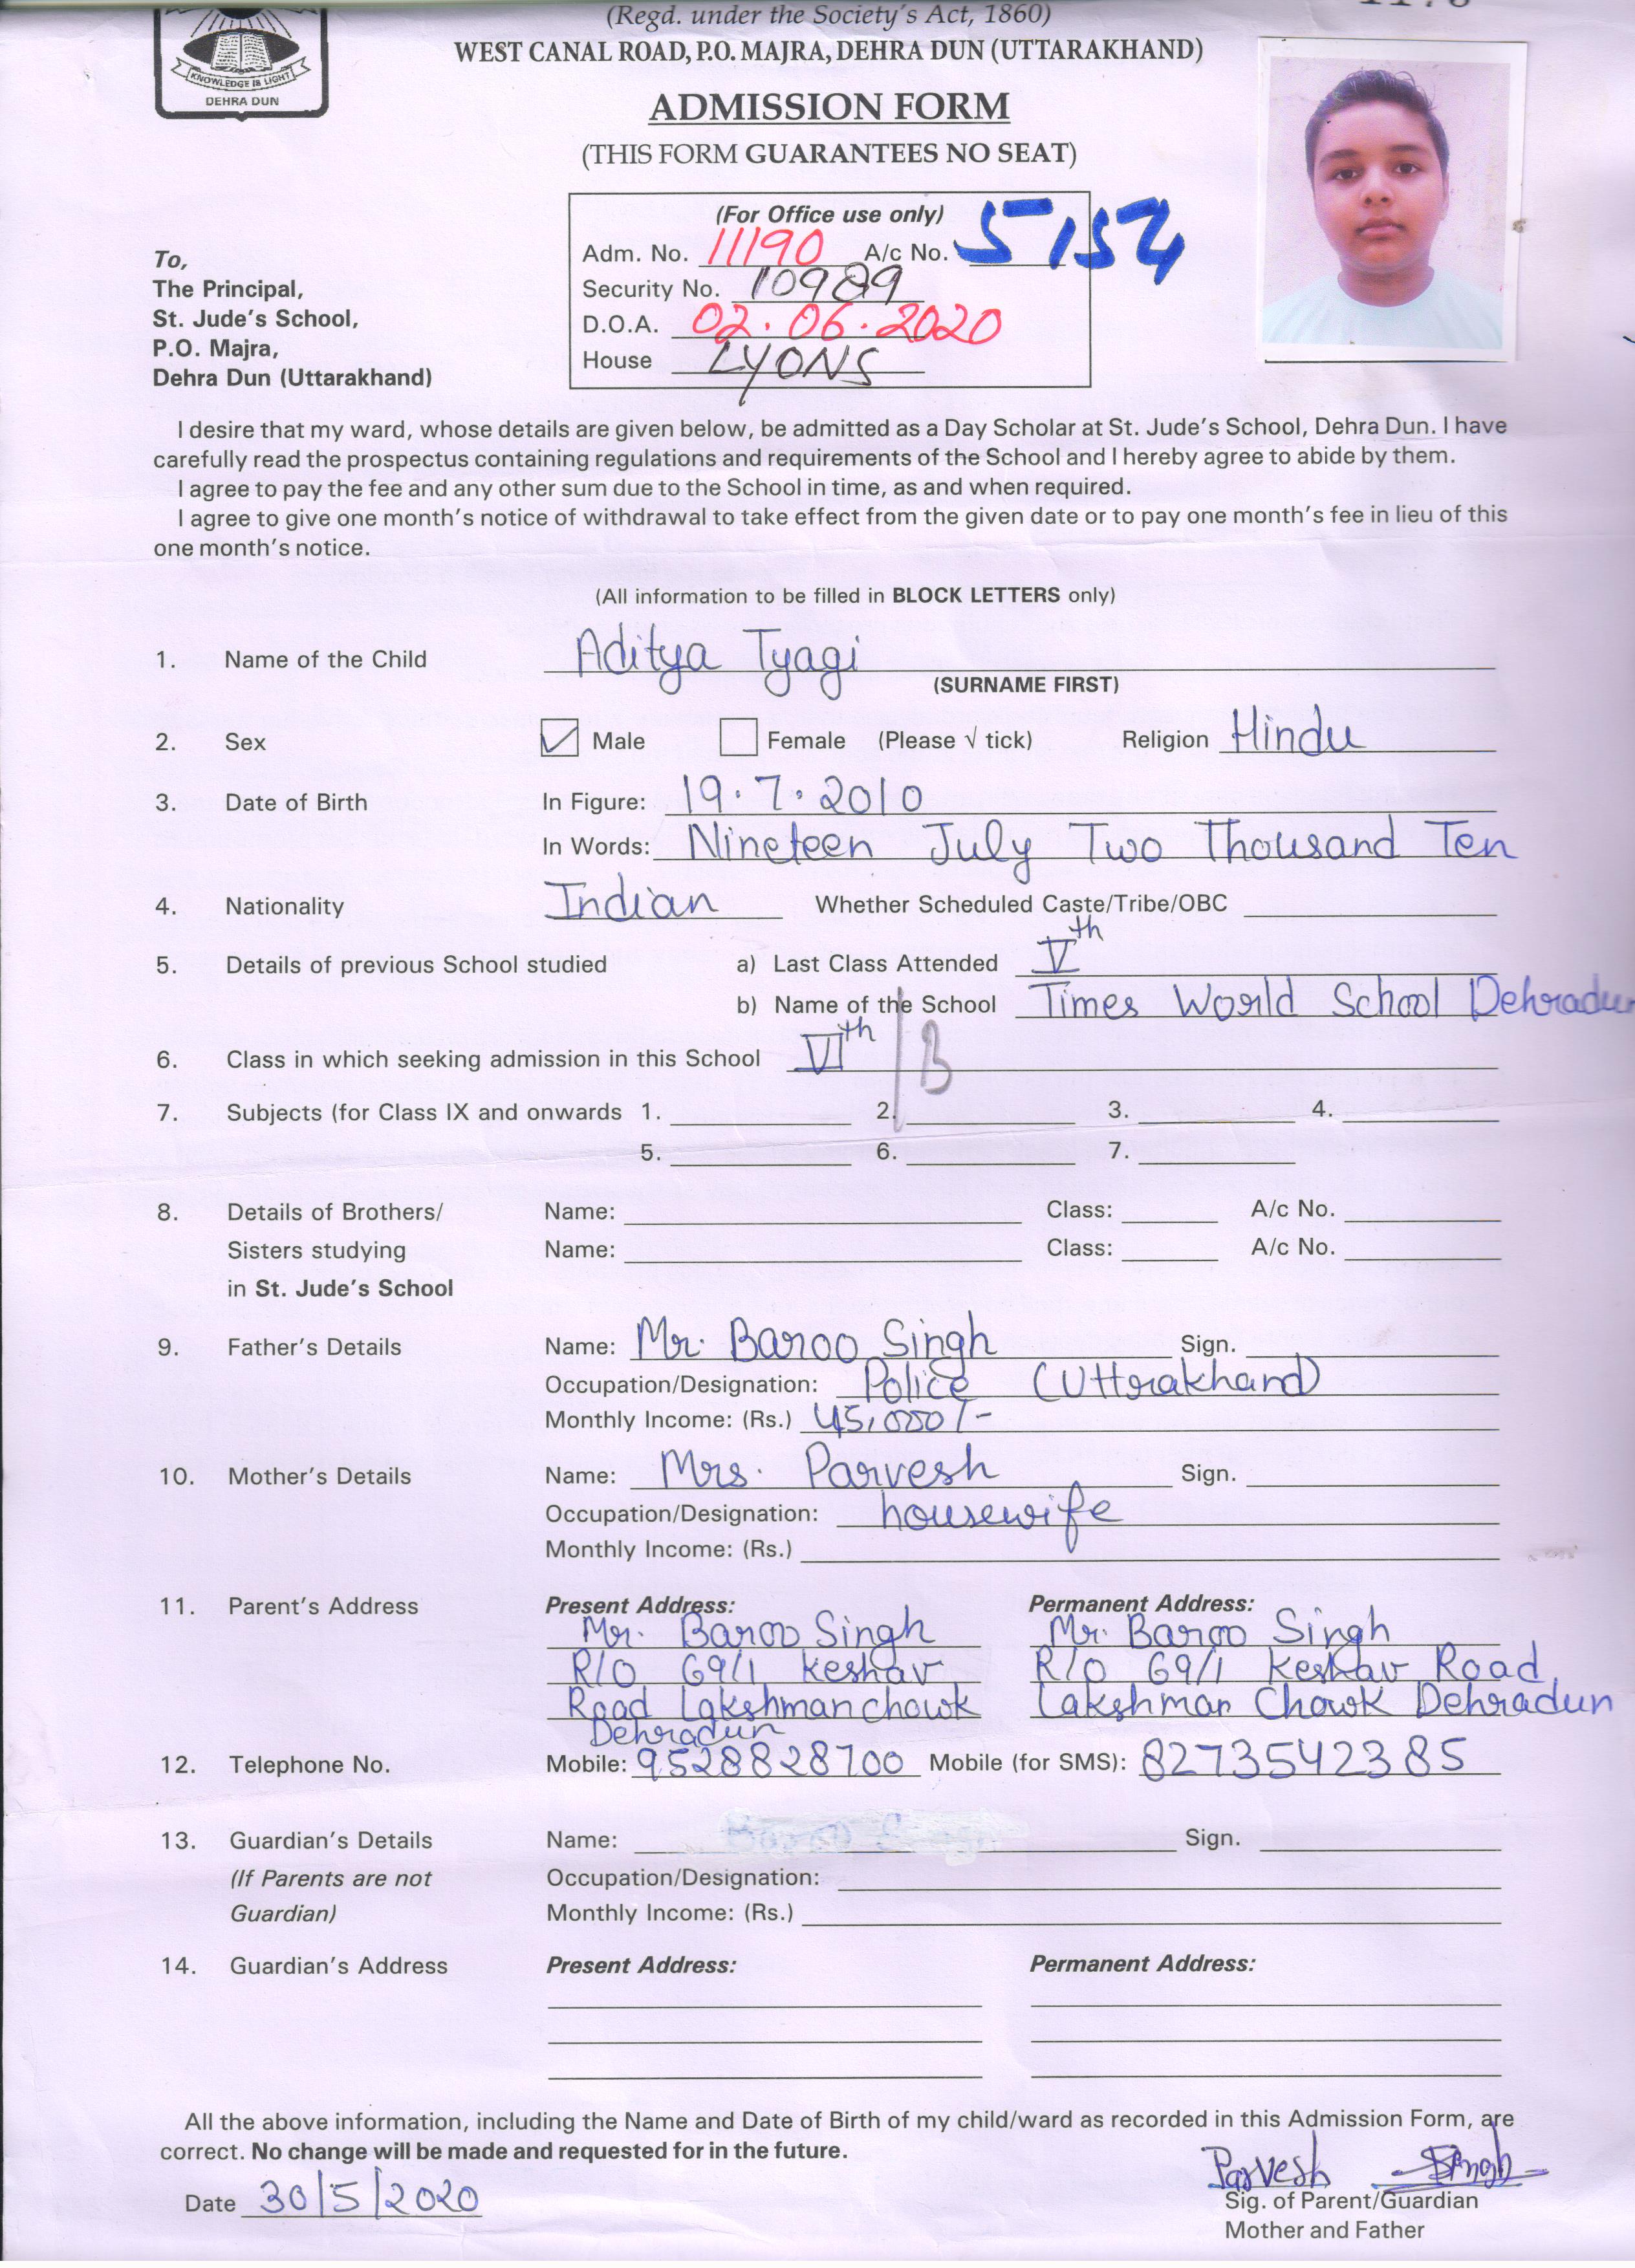 (Regd. under the Society's Act, 1860)
WEST CANAL ROAD, P.O. MAJRA, DEHRA DUN (UTTARAKHAND)
KNOWLEDGE IS LIGHT
DEHRA DUN
ADMISSION FORM
(THIS FORM GUARANTEES NO SEAT)
(For Office use only)
Adm. No. 11190 A/c No. 5154
Security No. 10989
D.O.A. 02.06.2020
House LYONS
To,
The Principal,
St. Jude's School,
P.O. Majra,
Dehra Dun (Uttarakhand)
I desire that my ward, whose details are given below, be admitted as a Day Scholar at St. Jude's School, Dehra Dun. I have
carefully read the prospectus containing regulations and requirements of the School and I hereby agree to abide by them.
I agree to pay the fee and any other sum due to the School in time, as and when required.
I agree to give one month's notice of withdrawal to take effect from the given date or to pay one month's fee in lieu of this
one month's notice.
(All information to be filled in BLOCK LETTERS only)
1. Name of the Child Aditya Tyagi
(SURNAME FIRST)
2. Sex ✓ Male Female (Please √ tick) Religion Hindu
3. Date of Birth In Figure: 19.7.2010
In Words: Nineteen July Two Thousand Ten
4. Nationality Indian Whether Scheduled Caste/Tribe/OBC
5. Details of previous School studied a) Last Class Attended Vth
b) Name of the School Times World School Dehradun
6. Class in which seeking admission in this School VIth / B
7. Subjects (for Class IX and onwards 1. 2. 3. 4.
5. 6. 7.
8. Details of Brothers/ Name: Class: A/c No.
Sisters studying Name: Class: A/c No.
in St. Jude's School
9. Father's Details Name: Mr. Baroo Singh Sign.
Occupation/Designation: Police (Uttrakhand)
Monthly Income: (Rs.) 45,000/-
10. Mother's Details Name: Mrs. Parvesh Sign.
Occupation/Designation: housewife
Monthly Income: (Rs.)
11. Parent's Address Present Address: Permanent Address:
Mr. Baroo Singh Mr. Baroo Singh
R/O 69/1 Keshav R/o 69/1 Keshav Road
Road Lakshmanchowk Lakshman Chowk Dehradun
Dehradun
12. Telephone No. Mobile: 9528828700 Mobile (for SMS): 8273542385
13. Guardian's Details Name: Sign.
(If Parents are not Occupation/Designation:
Guardian) Monthly Income: (Rs.)
14. Guardian's Address Present Address: Permanent Address:
All the above information, including the Name and Date of Birth of my child/ward as recorded in this Admission Form, are
correct. No change will be made and requested for in the future.
Parvesh Singh
Date 30/5/2020 Sig. of Parent/Guardian
Mother and Father